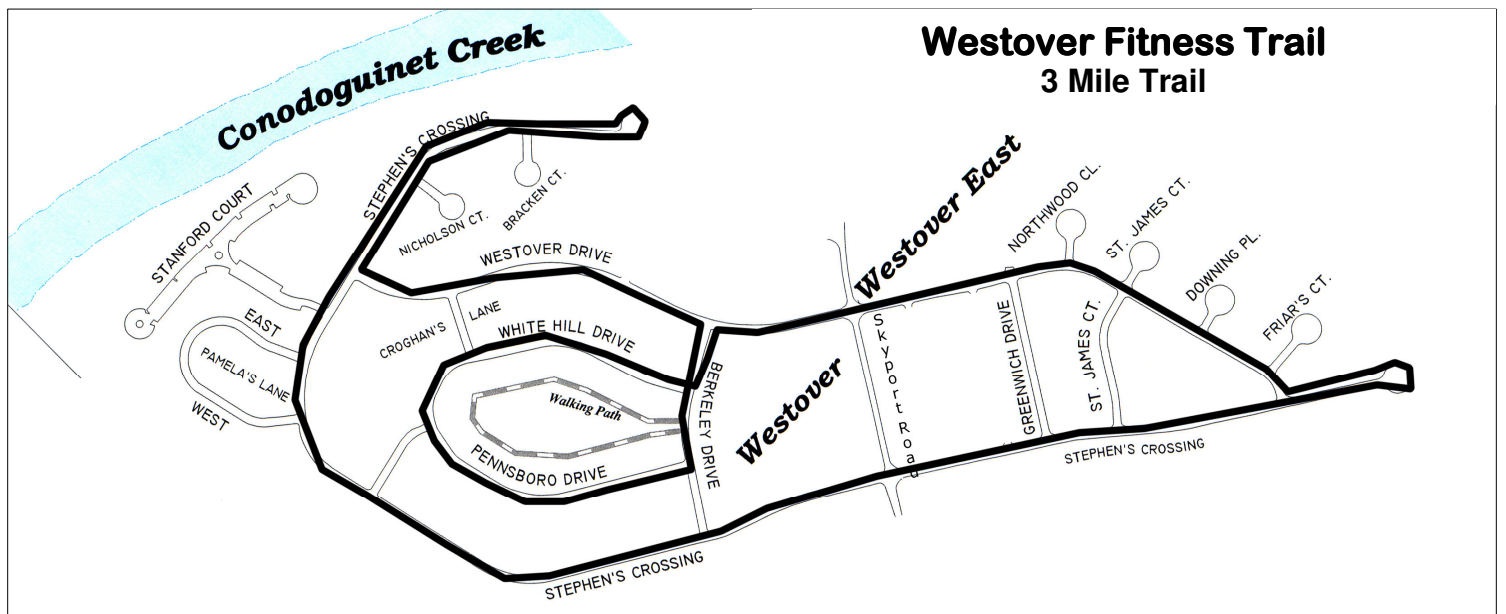 Westover Fitness Trail
3 Mile Trail
Conodoguinet Creek
STEPHEN'S CROSSING
STANFORD COURT
NICHOLSON CT.
BRACKEN CT.
WESTOVER DRIVE
EAST
PAMELA'S LANE
WEST
CROGHAN'S
LANE
WHITE HILL DRIVE
Walking Path
PENNSBORO DRIVE
BERKELEY DRIVE
Westover
Westover East
Skyport Road
NORTHWOOD CL.
ST. JAMES CT.
DOWNING PL.
FRIAR'S CT.
GREENWICH DRIVE
ST. JAMES CT.
STEPHEN'S CROSSING
STEPHEN'S CROSSING